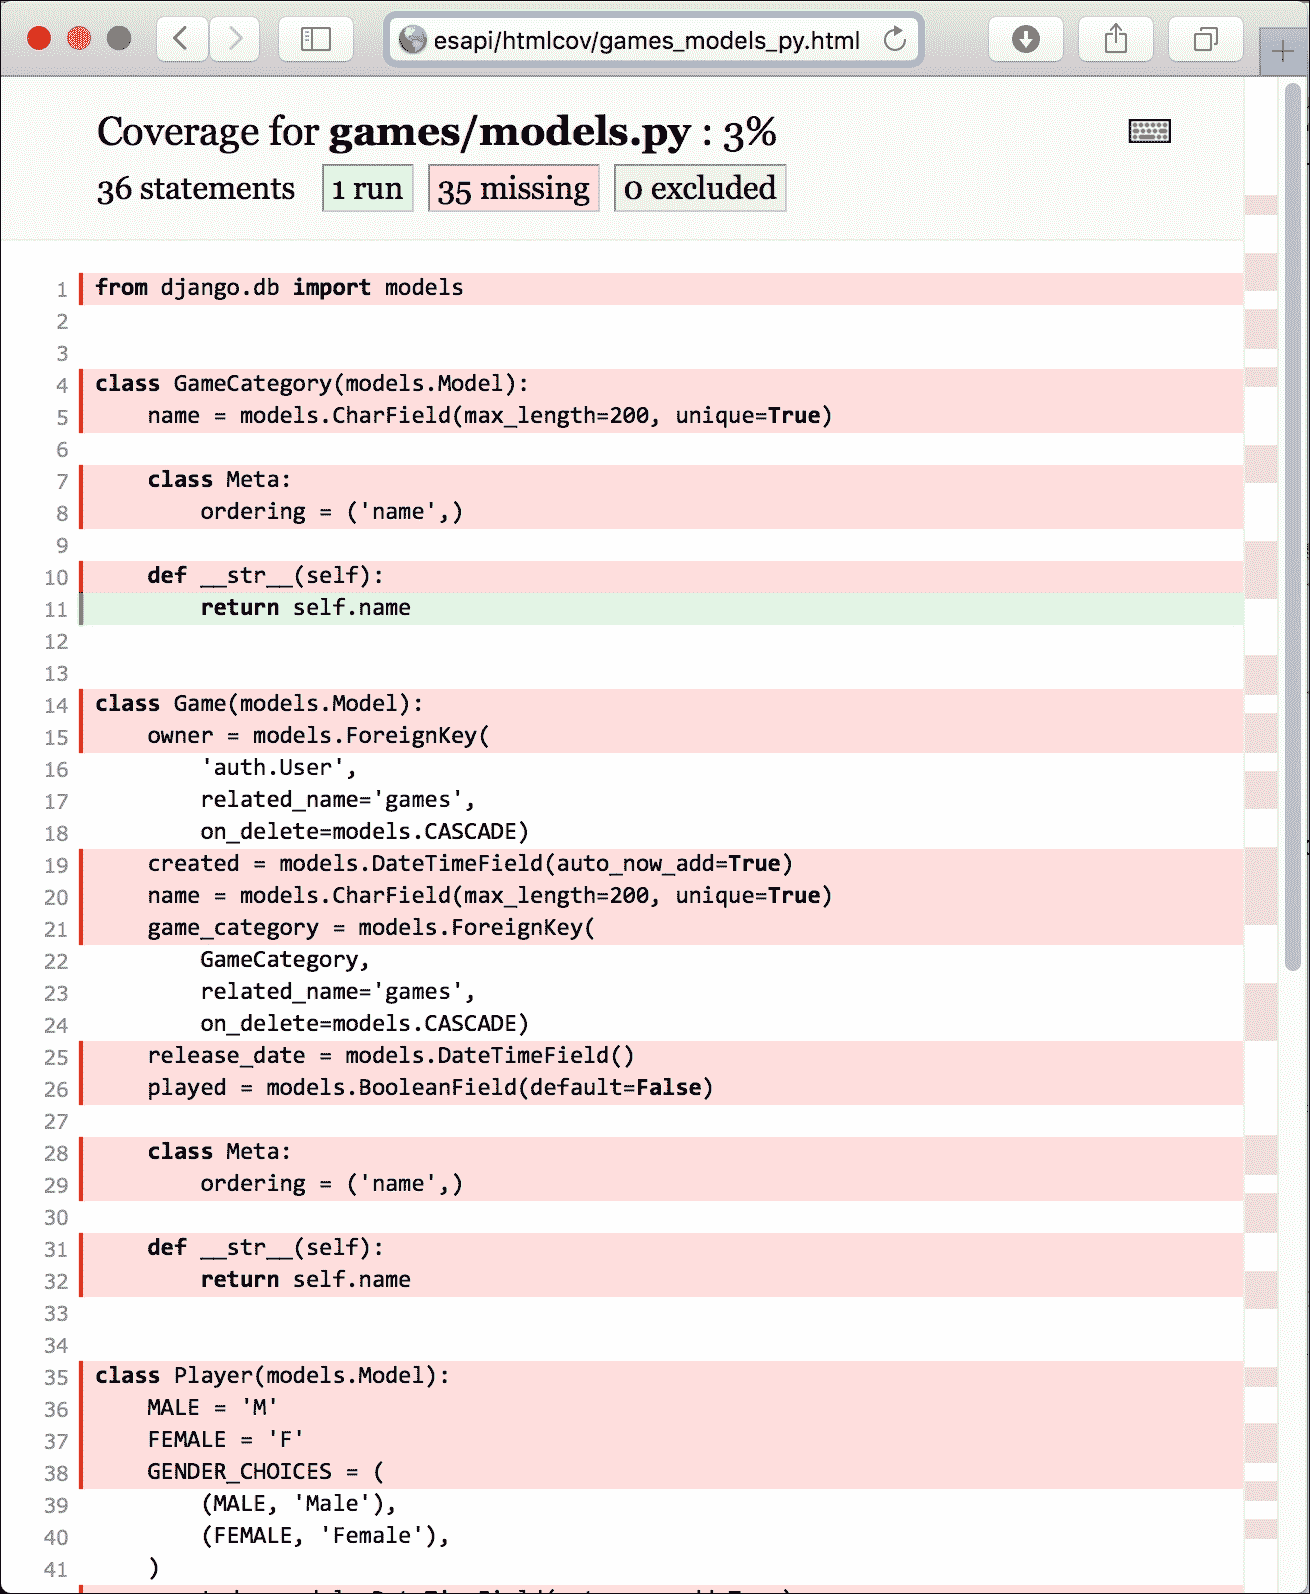 esapi/htmlcov/games_models_py.html
Coverage for games/models.py : 3%
36 statements 1 run 35 missing 0 excluded
1 from django.db import models
2
3
4 class GameCategory(models.Model):
5     name = models.CharField(max_length=200, unique=True)
6
7     class Meta:
8         ordering = ('name',)
9
10     def __str__(self):
11         return self.name
12
13
14 class Game(models.Model):
15     owner = models.ForeignKey(
16         'auth.User',
17         related_name='games',
18         on_delete=models.CASCADE)
19     created = models.DateTimeField(auto_now_add=True)
20     name = models.CharField(max_length=200, unique=True)
21     game_category = models.ForeignKey(
22         GameCategory,
23         related_name='games',
24         on_delete=models.CASCADE)
25     release_date = models.DateTimeField()
26     played = models.BooleanField(default=False)
27
28     class Meta:
29         ordering = ('name',)
30
31     def __str__(self):
32         return self.name
33
34
35 class Player(models.Model):
36     MALE = 'M'
37     FEMALE = 'F'
38     GENDER_CHOICES = (
39         (MALE, 'Male'),
40         (FEMALE, 'Female'),
41     )